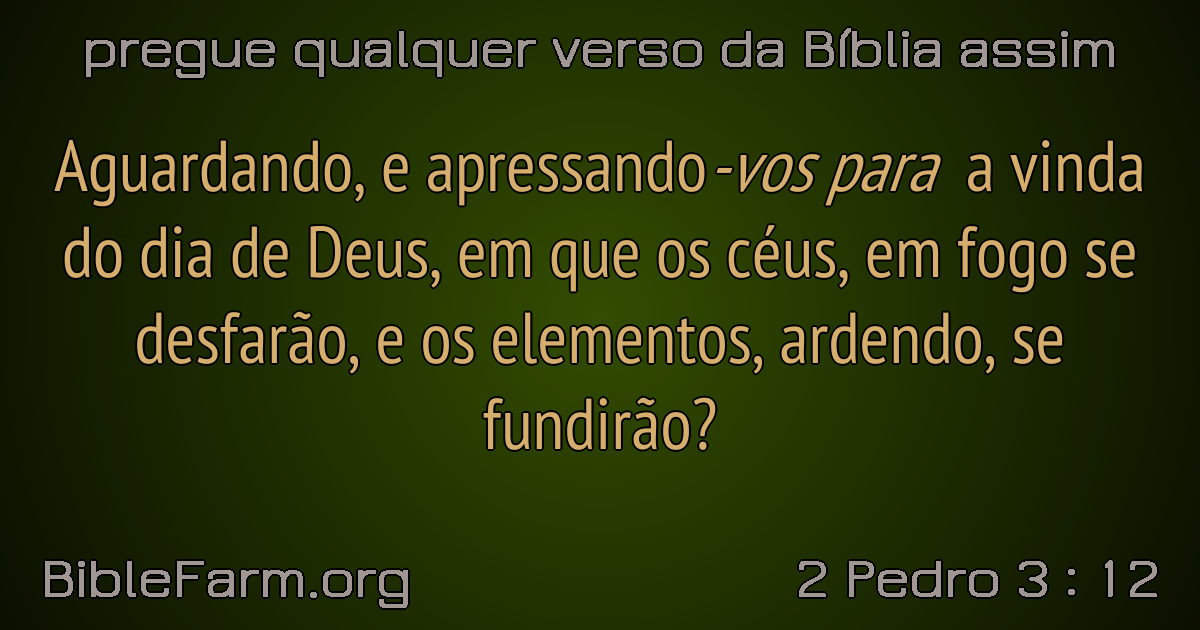 pregue qualquer verso da Bíblia assim
Aguardando, e apressando-vos para a vinda
do dia de Deus, em que os céus, em fogo se
desfarão, e os elementos, ardendo, se
fundirão?
BibleFarm.org
2 Pedro 3 : 12